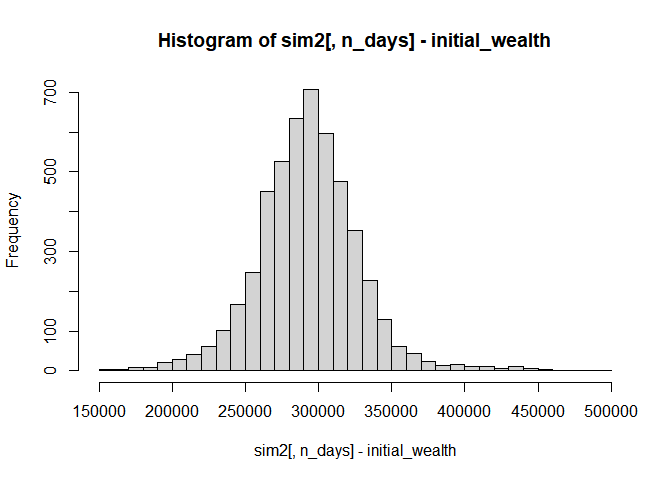 Histogram of sim2[, n_days] - initial_wealth
Frequency
700
500
300
100
0
150000 200000 250000 300000 350000 400000 450000 500000
sim2[, n_days] - initial_wealth